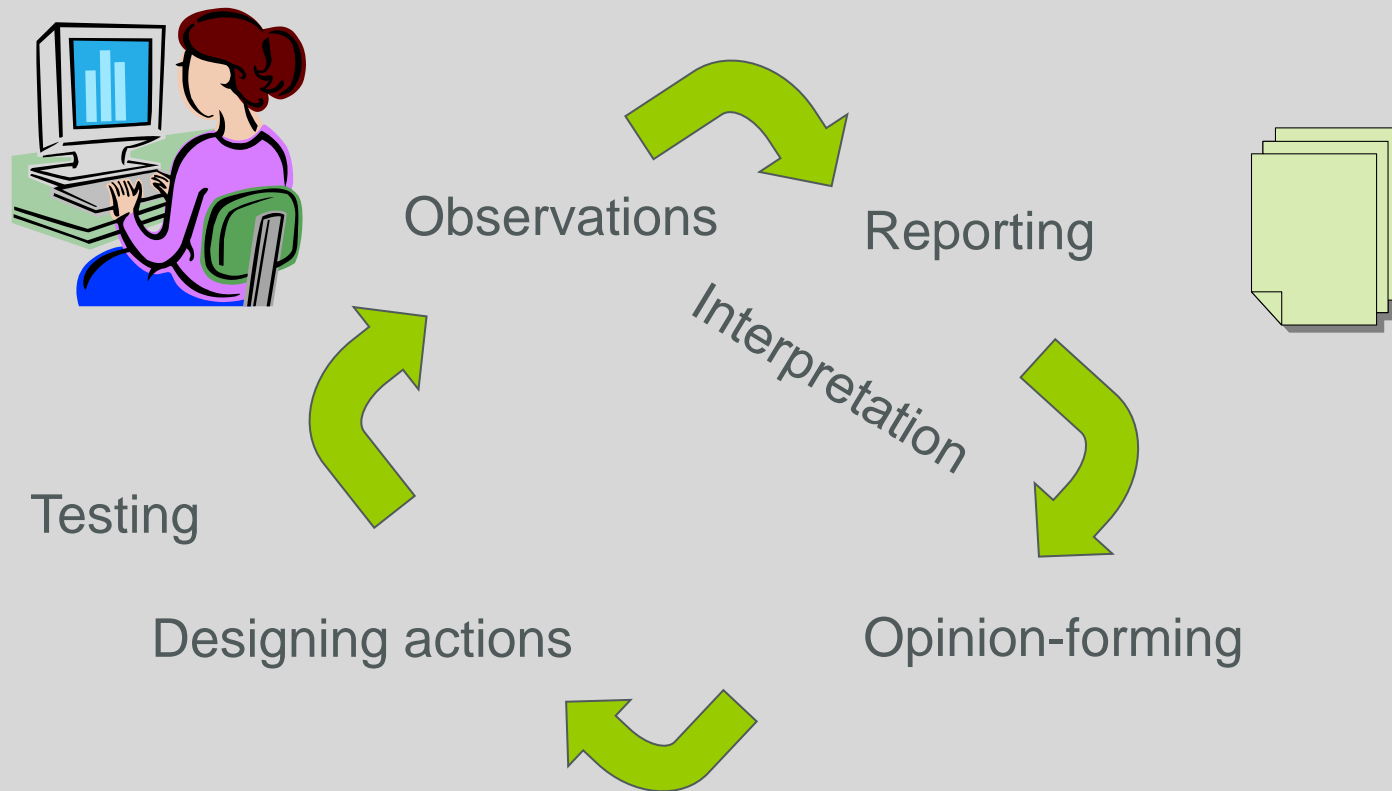 Observations
Reporting
Interpretation
Testing
Designing actions
Opinion-forming